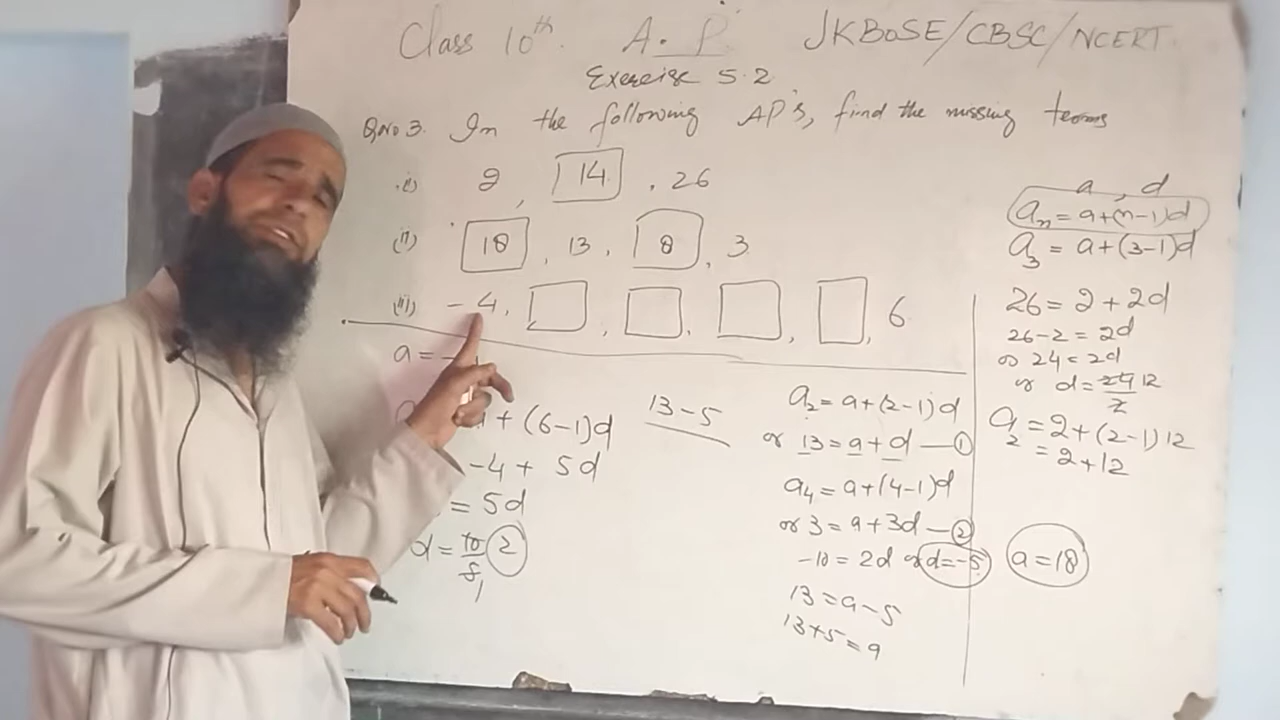 Class 10th. A.P. JKBOSE/CBSC/NCERT.
Exercise 5.2
Q.No 3. In the following AP's, find the missing terms
(i) 2, 14, 26
(ii) 18, 13, 8, 3
(iii) -4, , , , , 6
a = -4
+ (6-1)d
-4 + 5d
= 5d
d = 10/5 2
13-5
a2 = a+(2-1)d
or 13 = a+d —①
a4 = a+(4-1)d
or 3 = a+3d —②
-10 = 2d or d=-5
13 = a-5
13+5 = a
a, d
an = a+(n-1)d
a3 = a+(3-1)d
26 = 2+2d
26-2 = 2d
or 24 = 2d
or d = 24/2 12
a2 = 2+(2-1)12
= 2+12
a=18